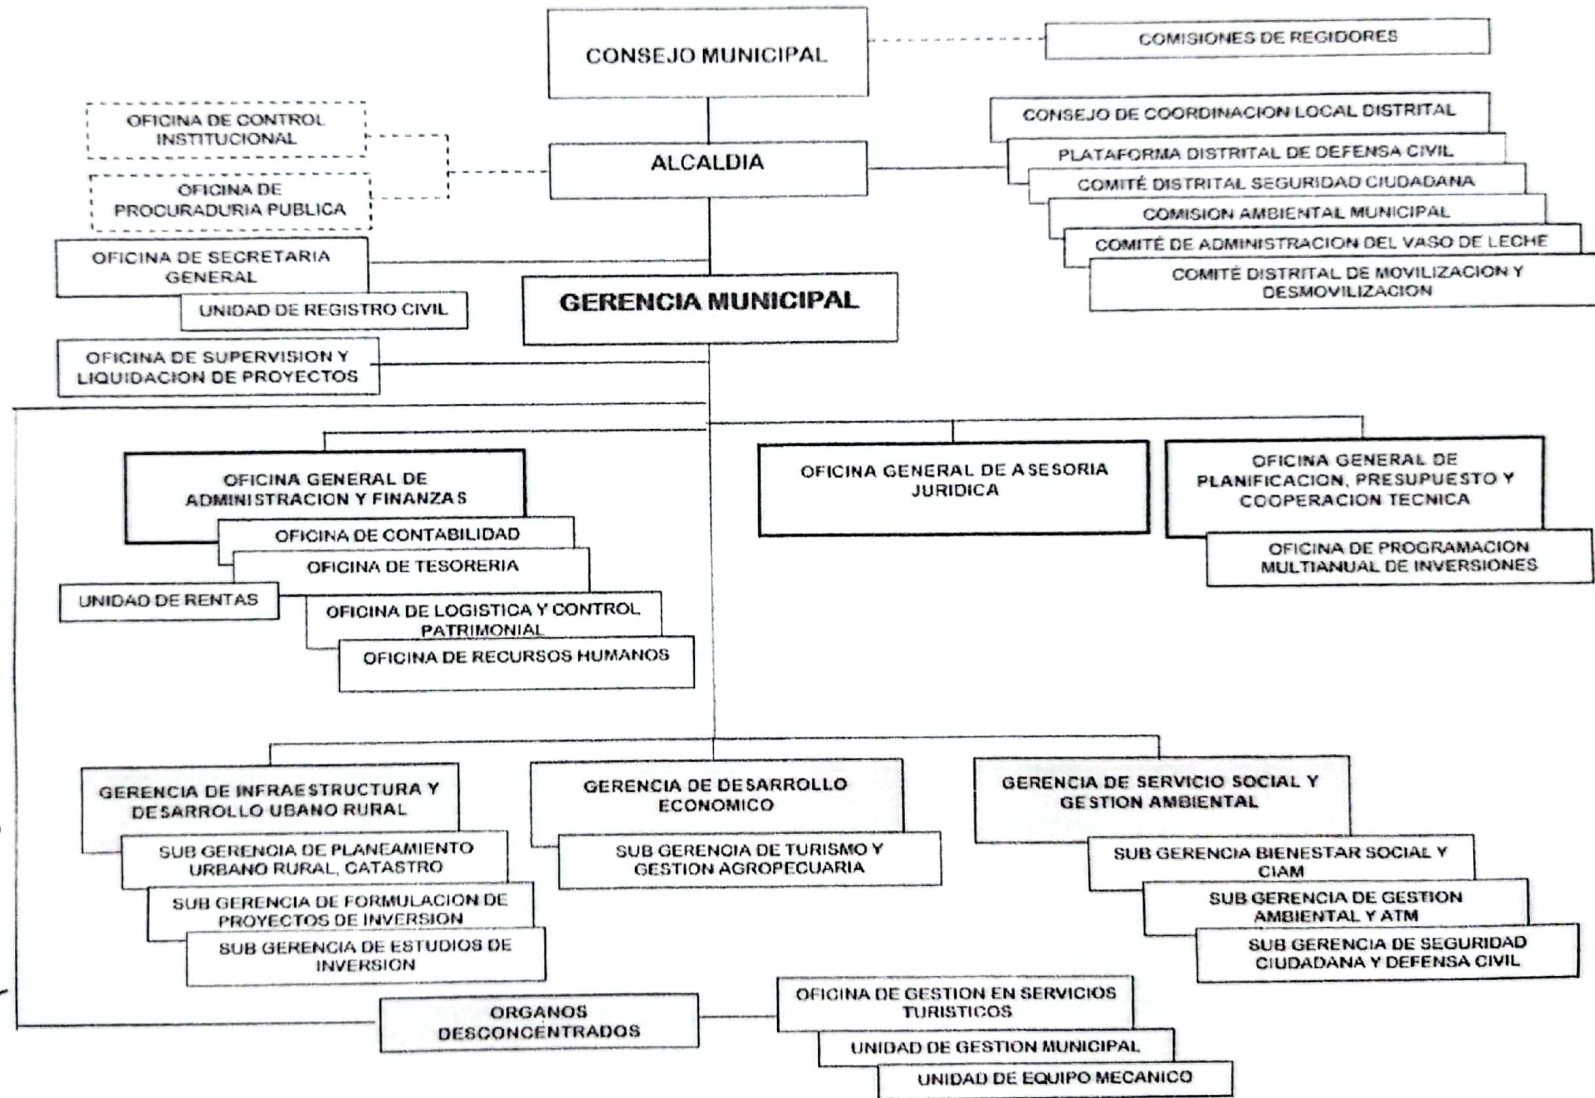 CONSEJO MUNICIPAL
COMISIONES DE REGIDORES
OFICINA DE CONTROL
INSTITUCIONAL
ALCALDIA
CONSEJO DE COORDINACION LOCAL DISTRITAL
PLATAFORMA DISTRITAL DE DEFENSA CIVIL
COMITÉ DISTRITAL SEGURIDAD CIUDADANA
COMISION AMBIENTAL MUNICIPAL
COMITÉ DE ADMINISTRACION DEL VASO DE LECHE
COMITÉ DISTRITAL DE MOVILIZACION Y
DESMOVILIZACION
OFICINA DE
PROCURADURIA PUBLICA
OFICINA DE SECRETARIA
GENERAL
UNIDAD DE REGISTRO CIVIL
GERENCIA MUNICIPAL
OFICINA DE SUPERVISION Y
LIQUIDACION DE PROYECTOS
OFICINA GENERAL DE
ADMINISTRACION Y FINANZAS
OFICINA DE CONTABILIDAD
OFICINA DE TESORERIA
UNIDAD DE RENTAS
OFICINA DE LOGISTICA Y CONTROL
PATRIMONIAL
OFICINA DE RECURSOS HUMANOS
OFICINA GENERAL DE ASESORIA
JURIDICA
OFICINA GENERAL DE
PLANIFICACION, PRESUPUESTO Y
COOPERACION TECNICA
OFICINA DE PROGRAMACION
MULTIANUAL DE INVERSIONES
GERENCIA DE INFRAESTRUCTURA Y
DESARROLLO UBANO RURAL
SUB GERENCIA DE PLANEAMIENTO
URBANO RURAL, CATASTRO
SUB GERENCIA DE FORMULACION DE
PROYECTOS DE INVERSION
SUB GERENCIA DE ESTUDIOS DE
INVERSION
GERENCIA DE DESARROLLO
ECONOMICO
SUB GERENCIA DE TURISMO Y
GESTION AGROPECUARIA
GERENCIA DE SERVICIO SOCIAL Y
GESTION AMBIENTAL
SUB GERENCIA BIENESTAR SOCIAL Y
CIAM
SUB GERENCIA DE GESTION
AMBIENTAL Y ATM
SUB GERENCIA DE SEGURIDAD
CIUDADANA Y DEFENSA CIVIL
ORGANOS
DESCONCENTRADOS
OFICINA DE GESTION EN SERVICIOS
TURISTICOS
UNIDAD DE GESTION MUNICIPAL
UNIDAD DE EQUIPO MECANICO